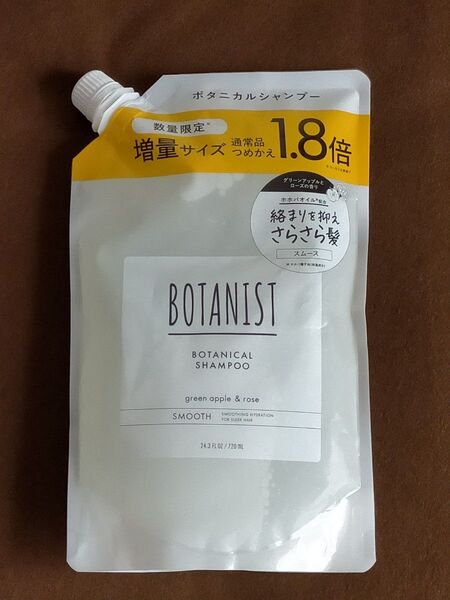 ボタニカルシャンプー
数量限定*
増量サイズ 通常品つめかえ 1.8倍
グリーンアップルと
ローズの香り
ホホバオイル*配合
絡まりを抑え
さらさら髪
スムース
BOTANIST
BOTANICAL
SHAMPOO
green apple & rose
SMOOTH SMOOTHING HYDRATION
FOR SLEEK HAIR
24.3 FL OZ / 720 ML